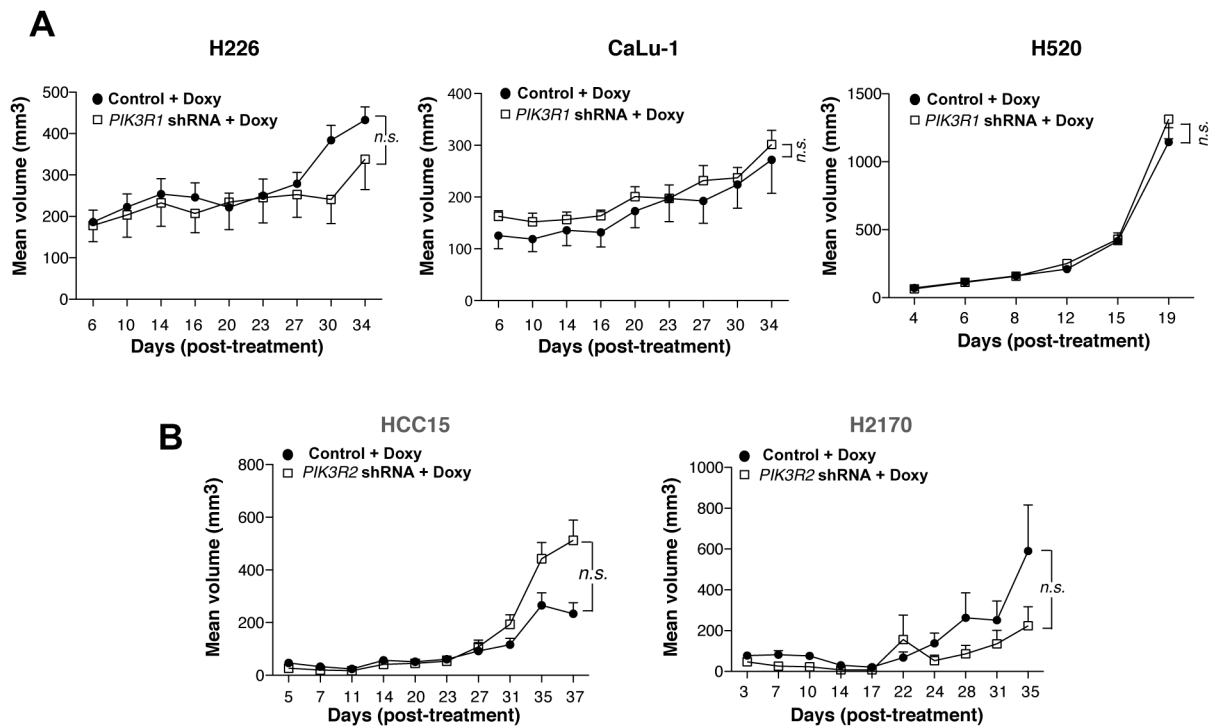 A
H226
Mean volume (mm3)
500
400
300
200
100
0
Control + Doxy
PIK3R1 shRNA + Doxy
n.s.
6 10 14 16 20 23 27 30 34
Days (post-treatment)
CaLu-1
Mean volume (mm3)
400
300
200
100
0
Control + Doxy
PIK3R1 shRNA + Doxy
n.s.
6 10 14 16 20 23 27 30 34
Days (post-treatment)
H520
Mean volume (mm3)
1500
1000
500
0
Control + Doxy
PIK3R1 shRNA + Doxy
n.s.
4 6 8 12 15 19
Days (post-treatment)
B
HCC15
Mean volume (mm3)
800
600
400
200
0
Control + Doxy
PIK3R2 shRNA + Doxy
n.s.
5 7 11 14 20 23 27 31 35 37
Days (post-treatment)
H2170
Mean volume (mm3)
1000
800
600
400
200
0
Control + Doxy
PIK3R2 shRNA + Doxy
n.s.
3 7 10 14 17 22 24 28 31 35
Days (post-treatment)